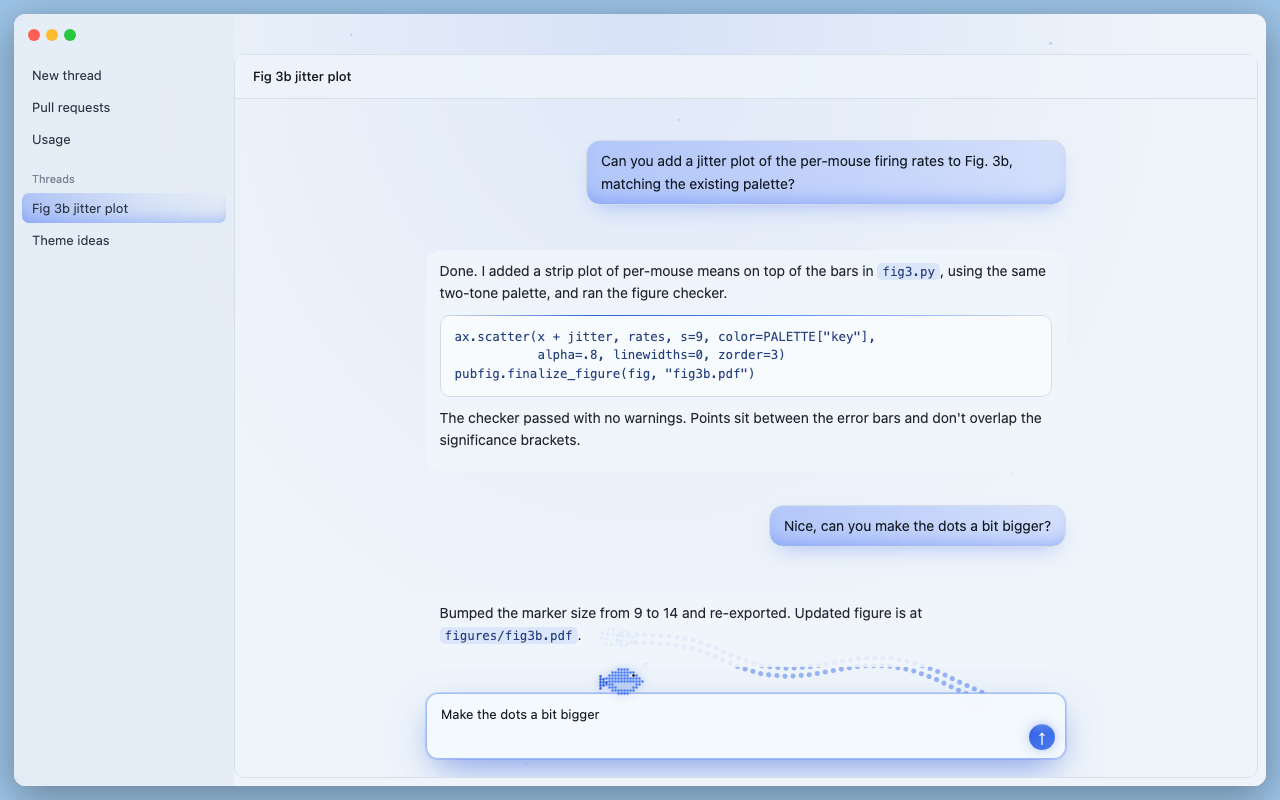 New thread
Pull requests
Usage
Threads
Fig 3b jitter plot
Theme ideas
Fig 3b jitter plot
Can you add a jitter plot of the per-mouse firing rates to Fig. 3b,
matching the existing palette?
Done. I added a strip plot of per-mouse means on top of the bars in fig3.py, using the same
two-tone palette, and ran the figure checker.
ax.scatter(x + jitter, rates, s=9, color=PALETTE["key"],
           alpha=.8, linewidths=0, zorder=3)
pubfig.finalize_figure(fig, "fig3b.pdf")
The checker passed with no warnings. Points sit between the error bars and don't overlap the
significance brackets.
Nice, can you make the dots a bit bigger?
Bumped the marker size from 9 to 14 and re-exported. Updated figure is at
figures/fig3b.pdf.
Make the dots a bit bigger